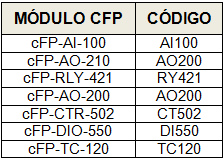 MÓDULO CFP CÓDIGO
cFP-AI-100 AI100
cFP-AO-210 AO200
cFP-RLY-421 RY421
cFP-AO-200 AO200
cFP-CTR-502 CT502
cFP-DIO-550 DI550
cFP-TC-120 TC120